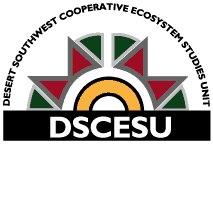 DESERT SOUTHWEST COOPERATIVE ECOSYSTEM STUDIES UNIT
DSCESU